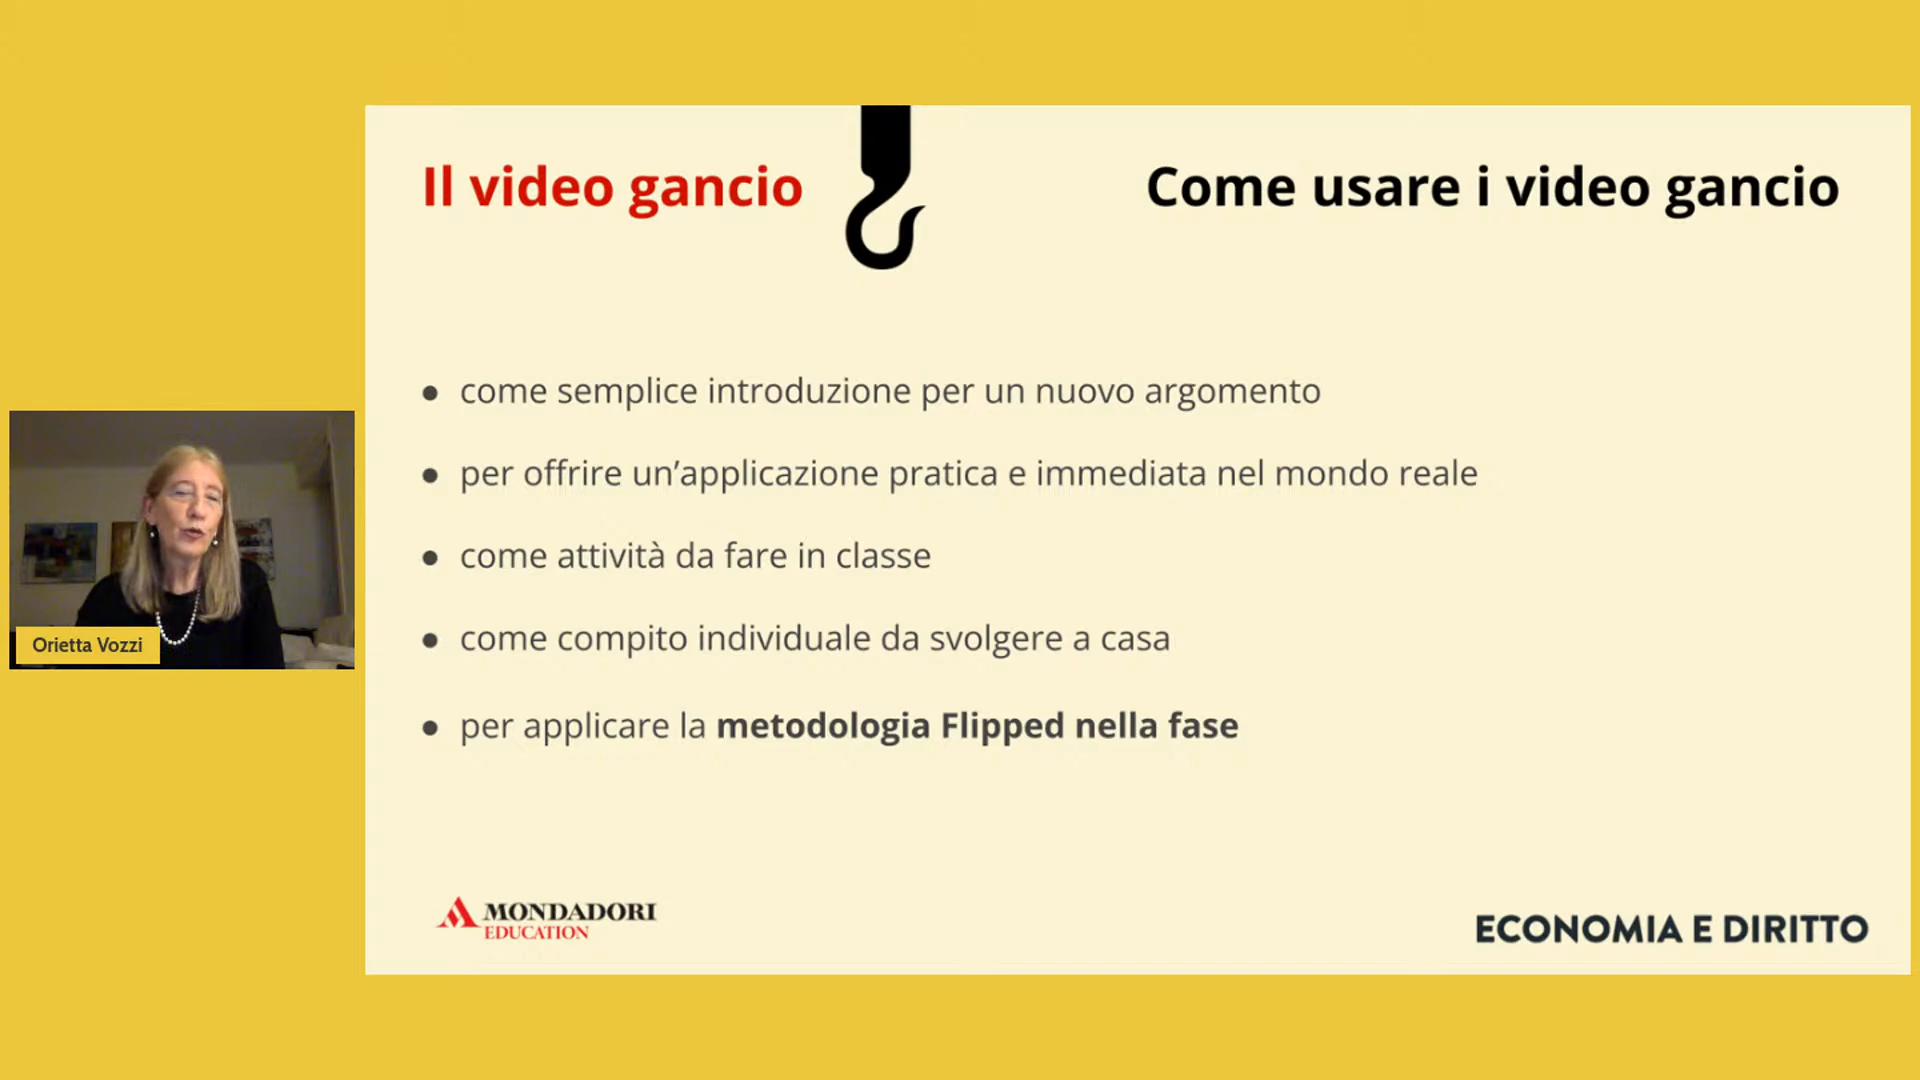 Il video gancio
Come usare i video gancio
• come semplice introduzione per un nuovo argomento
• per offrire un’applicazione pratica e immediata nel mondo reale
• come attività da fare in classe
• come compito individuale da svolgere a casa
• per applicare la metodologia Flipped nella fase
Orietta Vozzi
MONDADORI
EDUCATION
ECONOMIA E DIRITTO